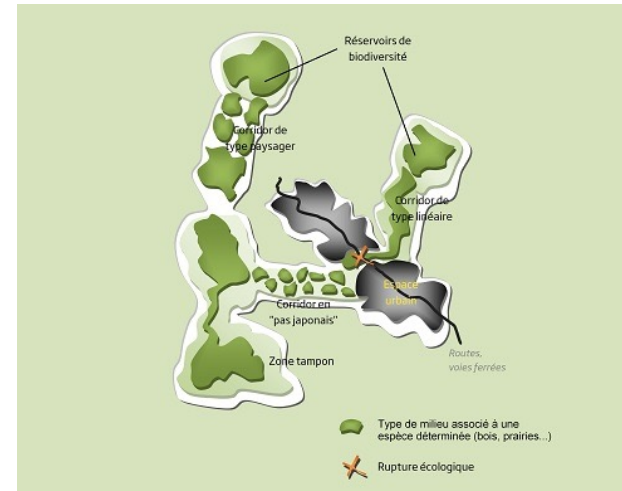 Réservoirs de
biodiversité
Corridor de
type paysager
Corridor de
type linéaire
Espace
urbain
Corridor en
"pas japonais"
Zone tampon
Routes,
voies ferrées
Type de milieu associé à une
espèce déterminée (bois, prairies...)
Rupture écologique